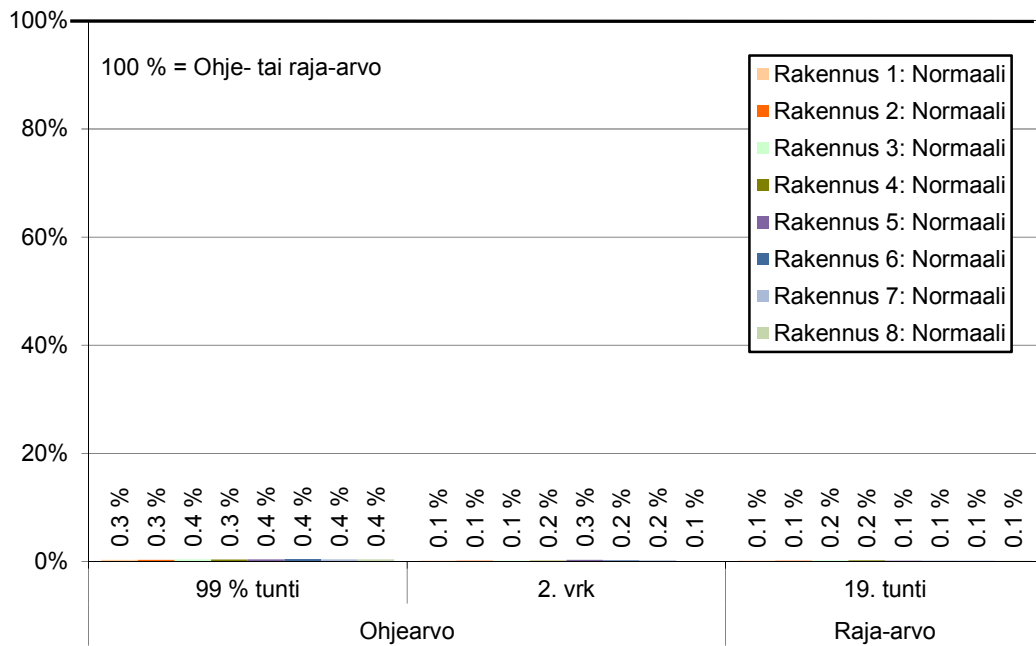 100%
100 % = Ohje- tai raja-arvo
Rakennus 1: Normaali
Rakennus 2: Normaali
Rakennus 3: Normaali
Rakennus 4: Normaali
Rakennus 5: Normaali
Rakennus 6: Normaali
Rakennus 7: Normaali
Rakennus 8: Normaali
80%
60%
40%
20%
0%
0.3 %
0.3 %
0.4 %
0.3 %
0.4 %
0.4 %
0.4 %
0.4 %
0.1 %
0.1 %
0.1 %
0.2 %
0.3 %
0.2 %
0.2 %
0.1 %
0.1 %
0.1 %
0.2 %
0.2 %
0.1 %
0.1 %
0.1 %
0.1 %
99 % tunti
2. vrk
19. tunti
Ohjearvo
Raja-arvo